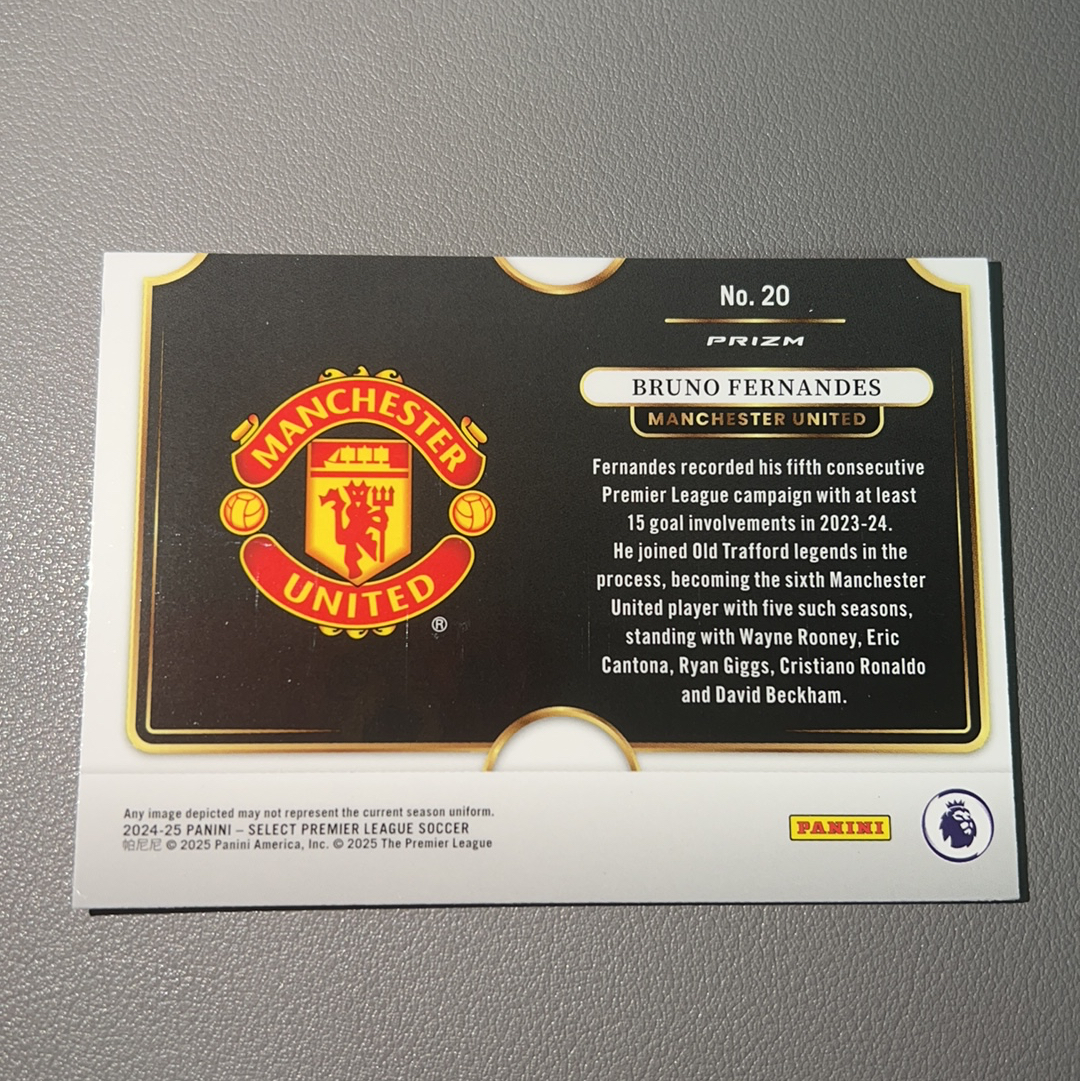 MANCHESTER
UNITED
®
No. 20
PRIZM
BRUNO FERNANDES
MANCHESTER UNITED
Fernandes recorded his fifth consecutive
Premier League campaign with at least
15 goal involvements in 2023-24.
He joined Old Trafford legends in the
process, becoming the sixth Manchester
United player with five such seasons,
standing with Wayne Rooney, Eric
Cantona, Ryan Giggs, Cristiano Ronaldo
and David Beckham.
Any image depicted may not represent the current season uniform.
2024-25 PANINI – SELECT PREMIER LEAGUE SOCCER
帕尼尼 © 2025 Panini America, Inc. © 2025 The Premier League
PANINI